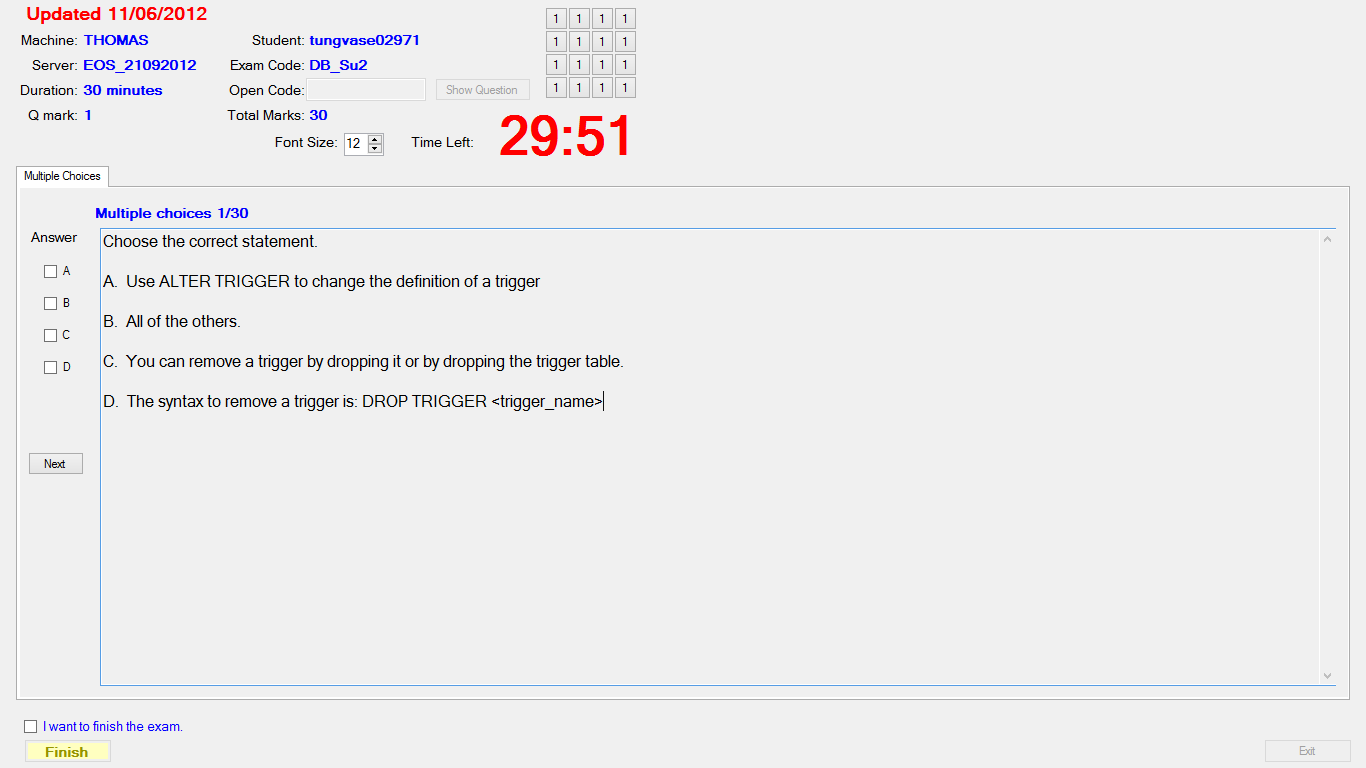 Updated 11/06/2012
Machine: THOMAS Student: tungvase02971
Server: EOS_21092012 Exam Code: DB_Su2
Duration: 30 minutes Open Code: Show Question
Q mark: 1 Total Marks: 30
1 1 1 1
1 1 1 1
1 1 1 1
1 1 1 1
Font Size: 12 Time Left: 29:51
Multiple Choices
Multiple choices 1/30
Answer
A
B
C
D
Next
Choose the correct statement.
A. Use ALTER TRIGGER to change the definition of a trigger
B. All of the others.
C. You can remove a trigger by dropping it or by dropping the trigger table.
D. The syntax to remove a trigger is: DROP TRIGGER <trigger_name>
I want to finish the exam.
Finish
Exit